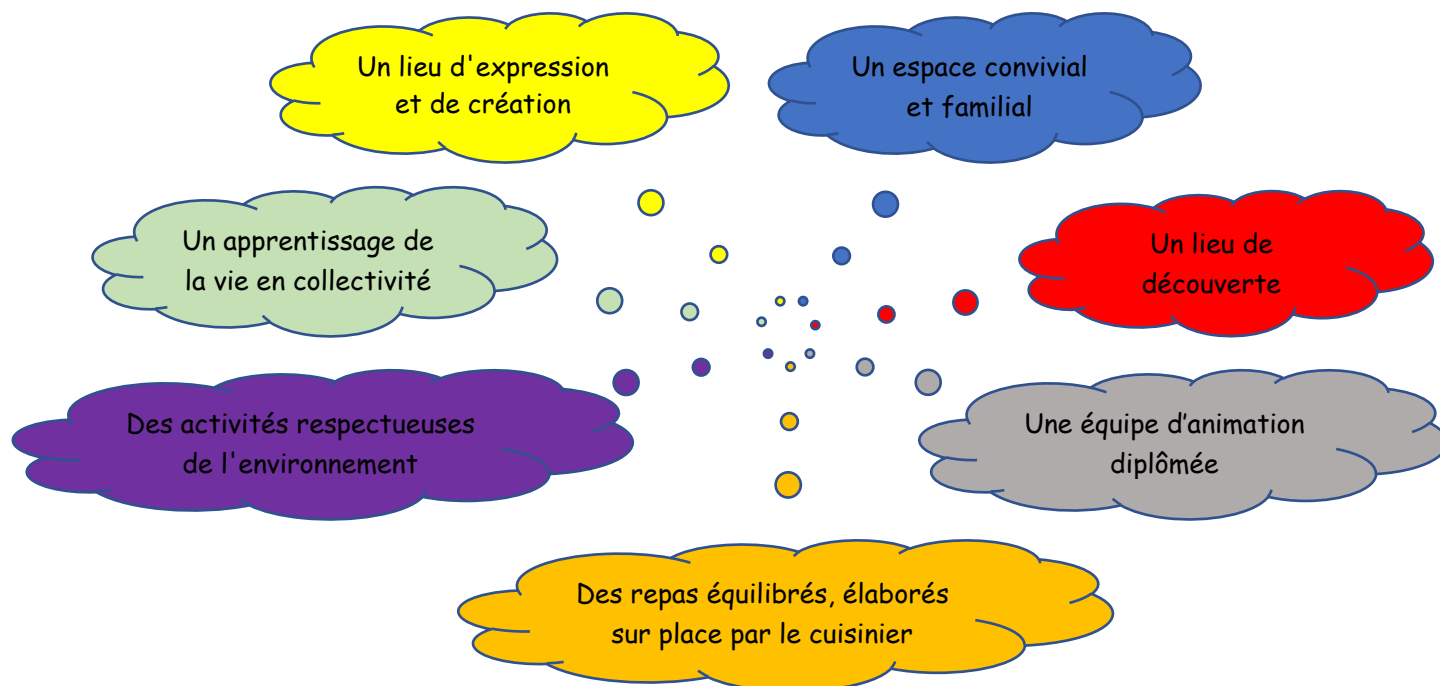 Un lieu d'expression
et de création
Un espace convivial
et familial
Un apprentissage de
la vie en collectivité
Un lieu de
découverte
Des activités respectueuses
de l'environnement
Une équipe d’animation
diplômée
Des repas équilibrés, élaborés
sur place par le cuisinier